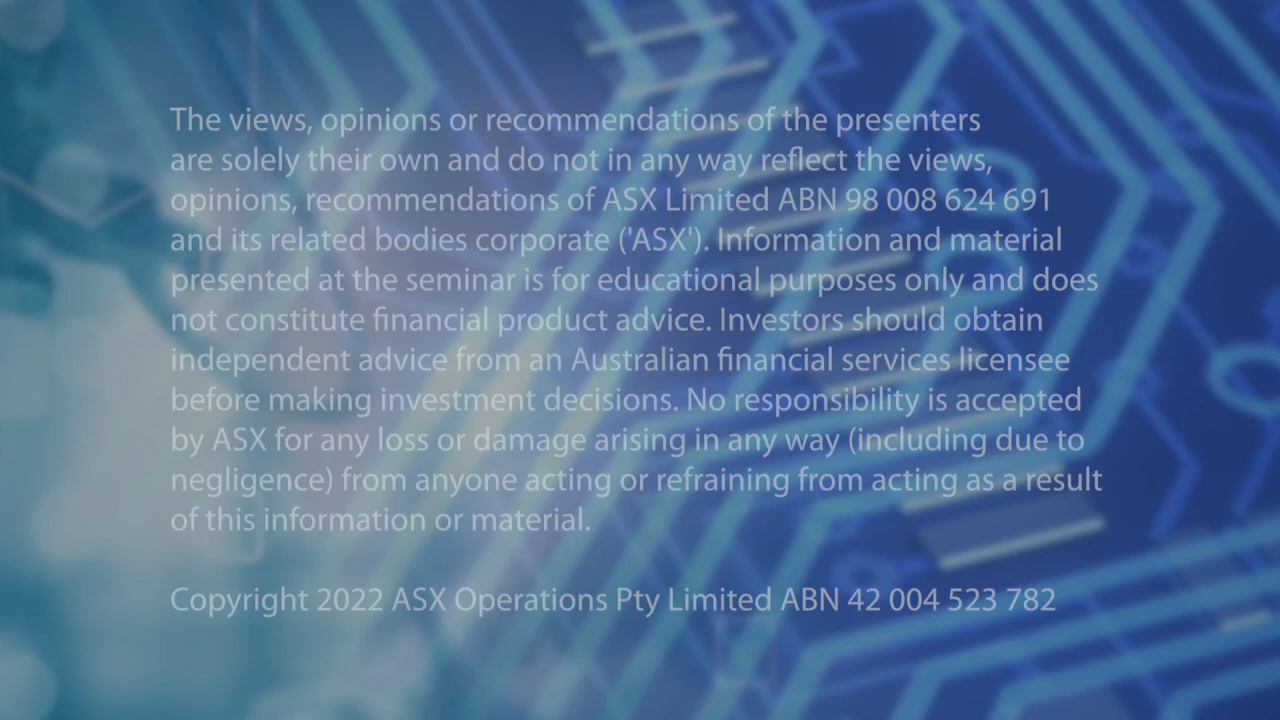 The views, opinions or recommendations of the presenters
are solely their own and do not in any way reflect the views,
opinions, recommendations of ASX Limited ABN 98 008 624 691
and its related bodies corporate ('ASX'). Information and material
presented at the seminar is for educational purposes only and does
not constitute financial product advice. Investors should obtain
independent advice from an Australian financial services licensee
before making investment decisions. No responsibility is accepted
by ASX for any loss or damage arising in any way (including due to
negligence) from anyone acting or refraining from acting as a result
of this information or material.
Copyright 2022 ASX Operations Pty Limited ABN 42 004 523 782